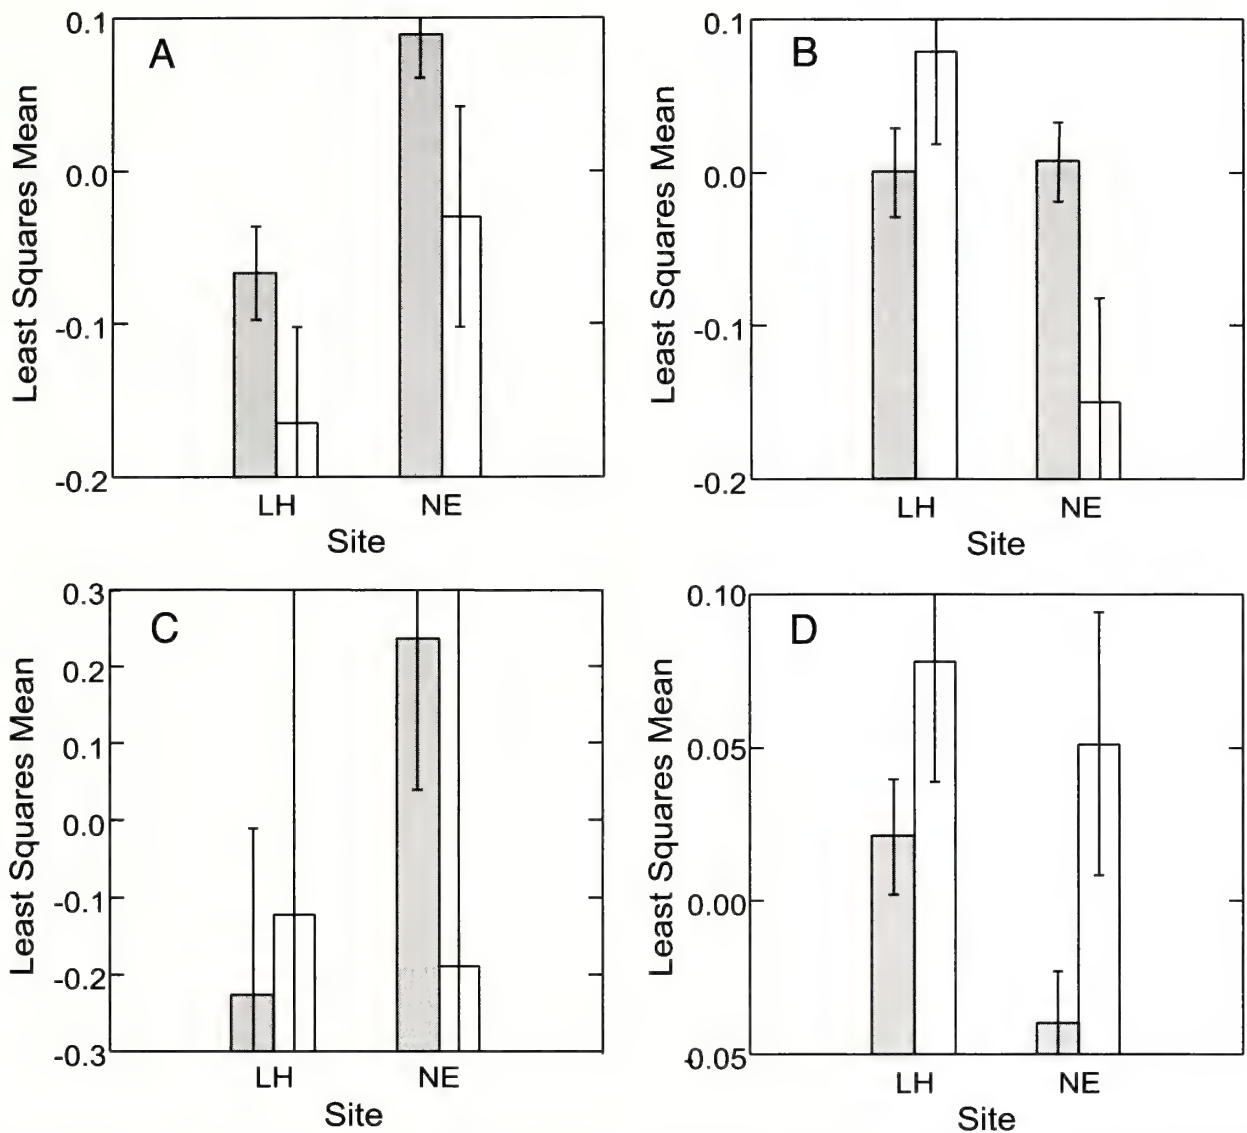 A
Least Squares Mean
0.1
0.0
-0.1
-0.2
LH
NE
Site
B
Least Squares Mean
0.1
0.0
-0.1
-0.2
LH
NE
Site
C
Least Squares Mean
0.3
0.2
0.1
0.0
-0.1
-0.2
-0.3
LH
NE
Site
D
Least Squares Mean
0.10
0.05
0.00
-0.05
LH
NE
Site